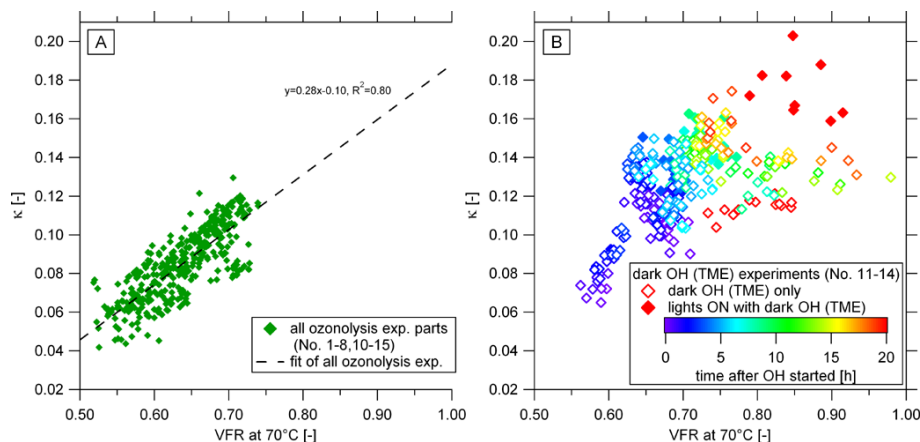 A
0.20
0.18
0.16
0.14
0.12
0.10
0.08
0.06
0.04
0.02
κ [-]
y=0.28x-0.10, R²=0.80
all ozonolysis exp. parts
(No. 1-8,10-15)
fit of all ozonolysis exp.
0.50 0.60 0.70 0.80 0.90 1.00
VFR at 70°C [-]
B
0.20
0.18
0.16
0.14
0.12
0.10
0.08
0.06
0.04
0.02
κ [-]
dark OH (TME) experiments (No. 11-14)
dark OH (TME) only
lights ON with dark OH (TME)
0 5 10 15 20
time after OH started [h]
0.50 0.60 0.70 0.80 0.90 1.00
VFR at 70°C [-]